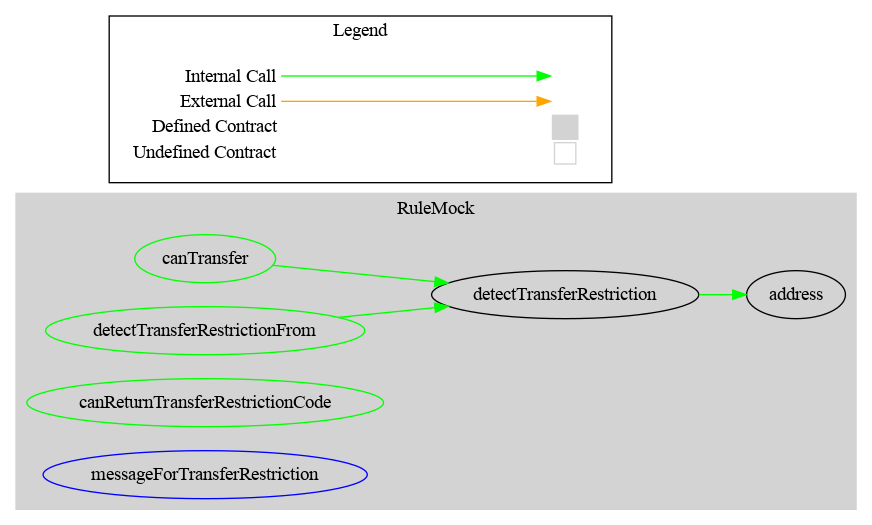 Legend
Internal Call
External Call
Defined Contract
Undefined Contract
RuleMock
canTransfer
detectTransferRestriction
address
detectTransferRestrictionFrom
canReturnTransferRestrictionCode
messageForTransferRestriction